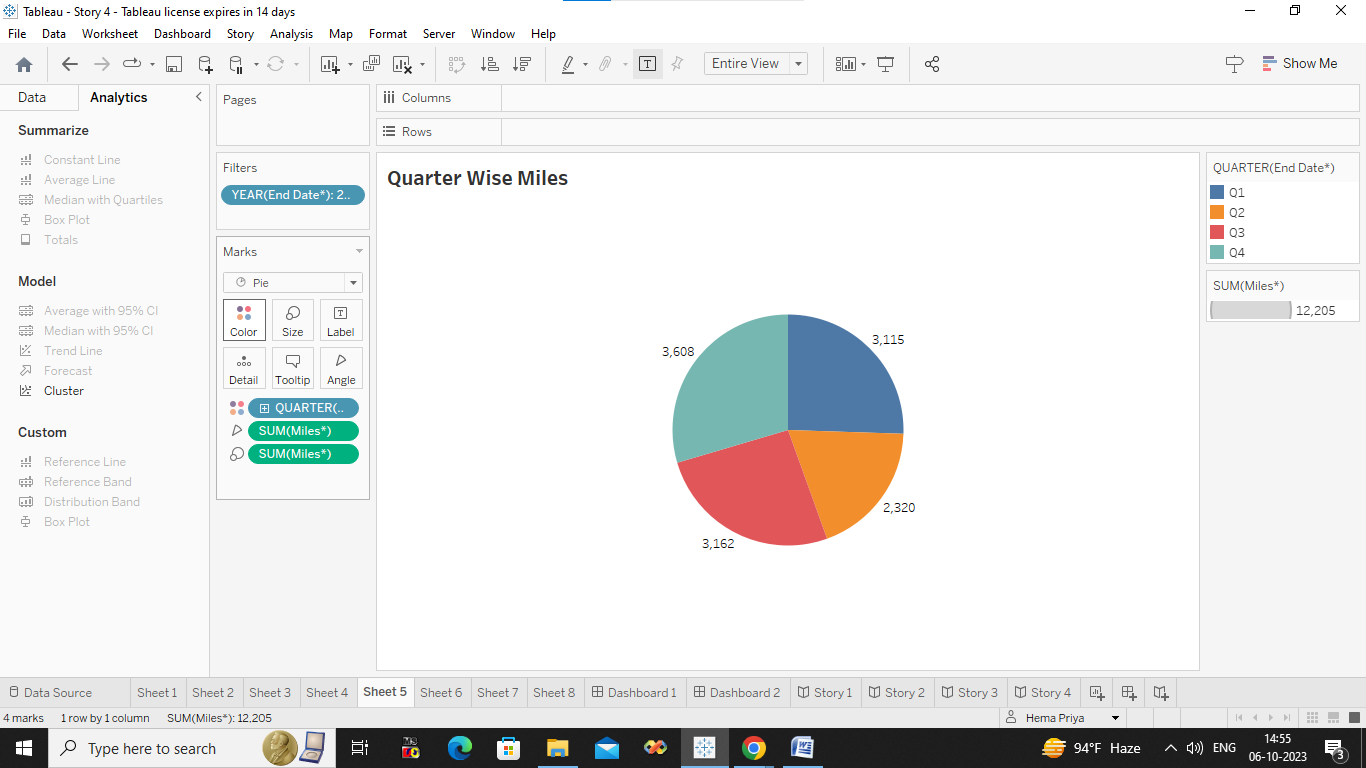 Tableau - Story 4 - Tableau license expires in 14 days
File Data Worksheet Dashboard Story Analysis Map Format Server Window Help
Entire View
Show Me
Data Analytics
Summarize
Constant Line
Average Line
Median with Quartiles
Box Plot
Totals
Model
Average with 95% CI
Median with 95% CI
Trend Line
Forecast
Cluster
Custom
Reference Line
Reference Band
Distribution Band
Box Plot
Pages
Filters
YEAR(End Date*): 2..
Marks
Pie
Color Size Label
Detail Tooltip Angle
QUARTER(..
SUM(Miles*)
SUM(Miles*)
Columns
Rows
Quarter Wise Miles
3,115
3,608
2,320
3,162
QUARTER(End Date*)
Q1
Q2
Q3
Q4
SUM(Miles*)
12,205
Data Source Sheet 1 Sheet 2 Sheet 3 Sheet 4 Sheet 5 Sheet 6 Sheet 7 Sheet 8 Dashboard 1 Dashboard 2 Story 1 Story 2 Story 3 Story 4
4 marks 1 row by 1 column SUM(Miles*): 12,205 Hema Priya
Type here to search
94°F Haze ENG
14:55
06-10-2023
3